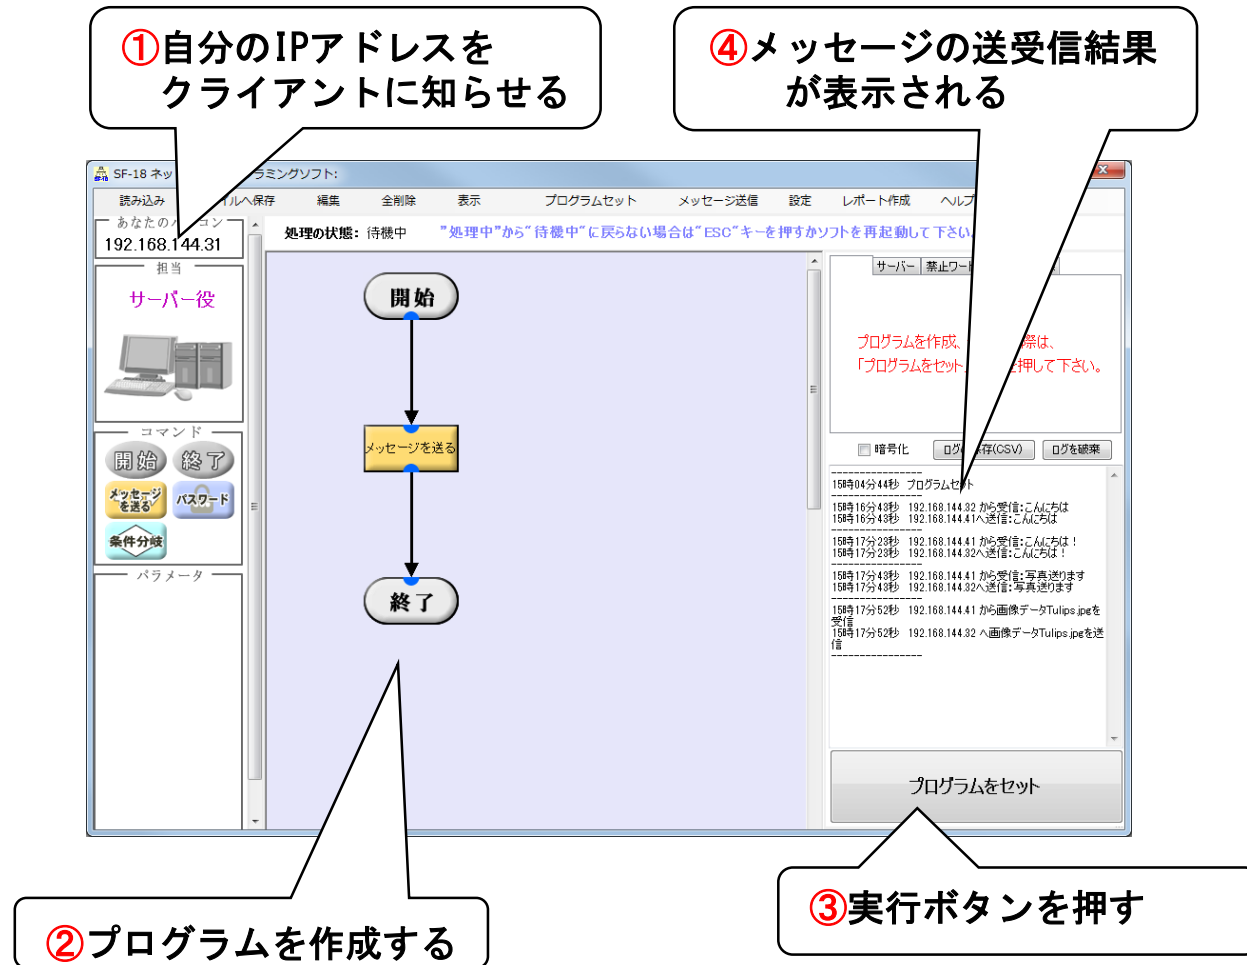 ①自分のIPアドレスを
クライアントに知らせる
④メッセージの送受信結果
が表示される
SF-18 ネッ
ラミングソフト:
読み込み
ルへ保存
編集
全削除
表示
プログラムセット
メッセージ送信
設定
レポート作成
ヘルプ
あなたのパ
コン
192.168.144.31
処理の状態: 待機中
"処理中"から"待機中"に戻らない場合は"ESC"キーを押すかソフトを再起動して下さい
担当
サーバー役
開始
メッセージを送る
終了
コマンド
開始
終了
メッセージ
を送る
パスワード
条件分岐
パラメータ
サーバー
禁止ワー
プログラムを作成、
際は、
「プログラムをセット
を押して下さい。
暗号化
ログ
存(CSV)
ログを破棄
----------------
15時04分44秒 プログラムセット
----------------
15時16分43秒 192.168.144.32 から受信:こんにちは
15時16分43秒 192.168.144.41へ送信:こんにちは
----------------
15時17分23秒 192.168.144.41 から受信:こんにちは!
15時17分23秒 192.168.144.32へ送信:こんにちは!
----------------
15時17分43秒 192.168.144.41 から受信:写真送ります
15時17分43秒 192.168.144.32へ送信:写真送ります
----------------
15時17分52秒 192.168.144.41 から画像データTulips.jpgを
受信
15時17分52秒 192.168.144.32 へ画像データTulips.jpgを送
信
----------------
プログラムをセット
②プログラムを作成する
③実行ボタンを押す